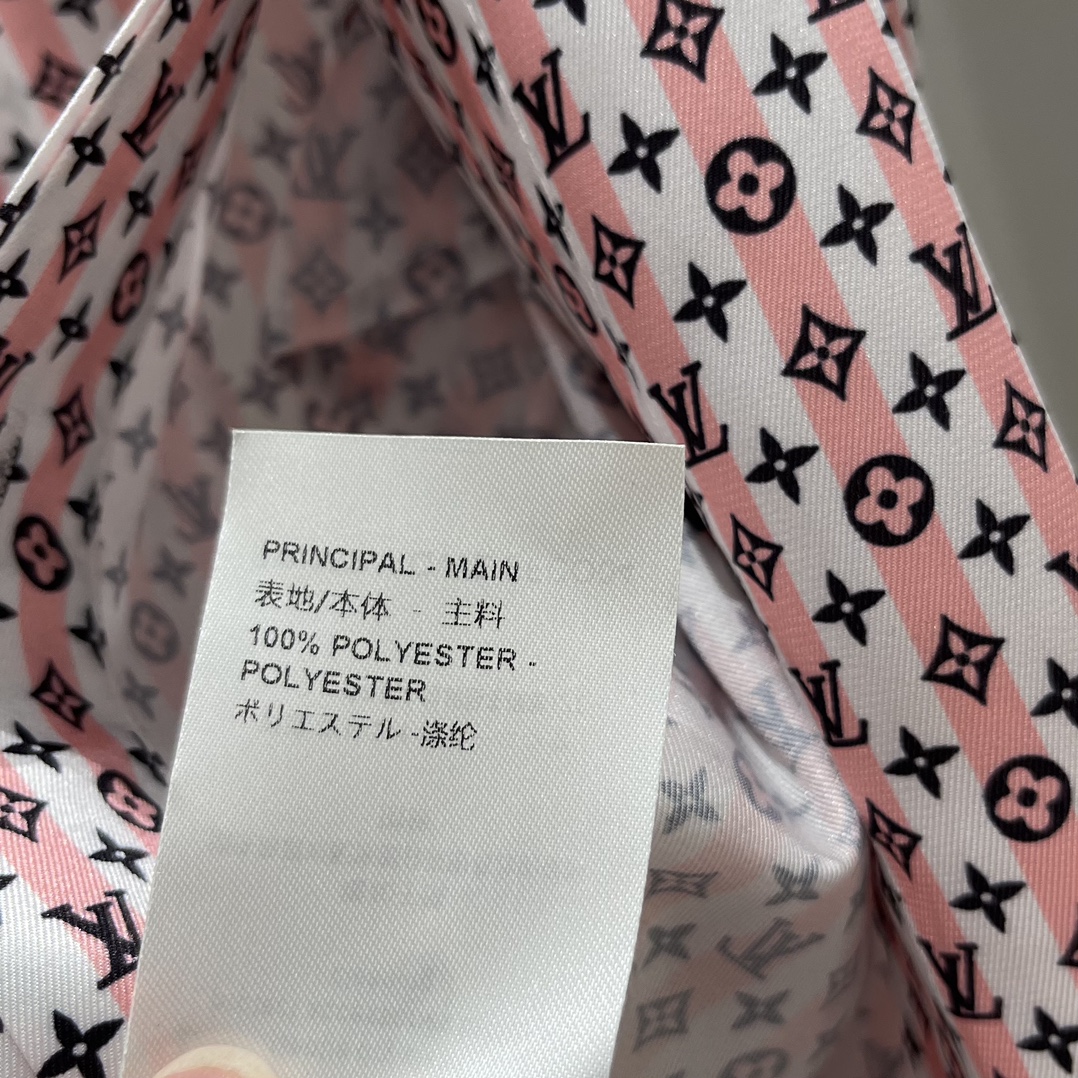 PRINCIPAL - MAIN
表地/本体 - 主料
100% POLYESTER -
POLYESTER
ポリエステル -涤纶